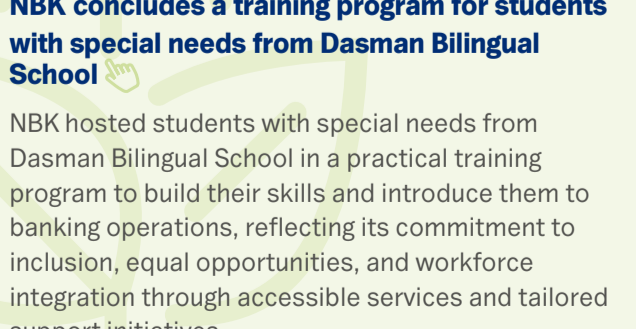 NBK concludes a training program for students
with special needs from Dasman Bilingual
School
NBK hosted students with special needs from
Dasman Bilingual School in a practical training
program to build their skills and introduce them to
banking operations, reflecting its commitment to
inclusion, equal opportunities, and workforce
integration through accessible services and tailored
support initiatives